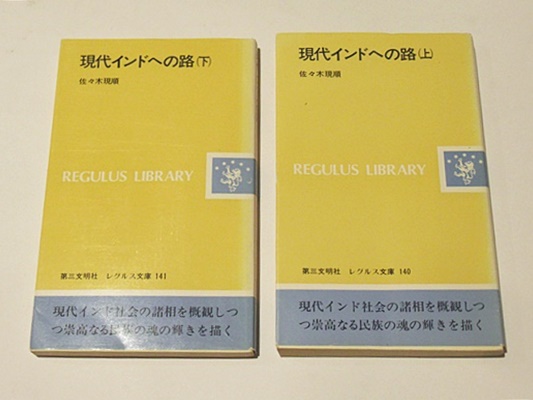 現代インドへの路(下)
佐々木現順
REGULUS LIBRARY
第三文明社 レグルス文庫 141
現代インド社会の諸相を概観しつ
つ崇高なる民族の魂の輝きを描く
現代インドへの路(上)
佐々木現順
REGULUS LIBRARY
第三文明社 レグルス文庫 140
現代インド社会の諸相を概観しつ
つ崇高なる民族の魂の輝きを描く